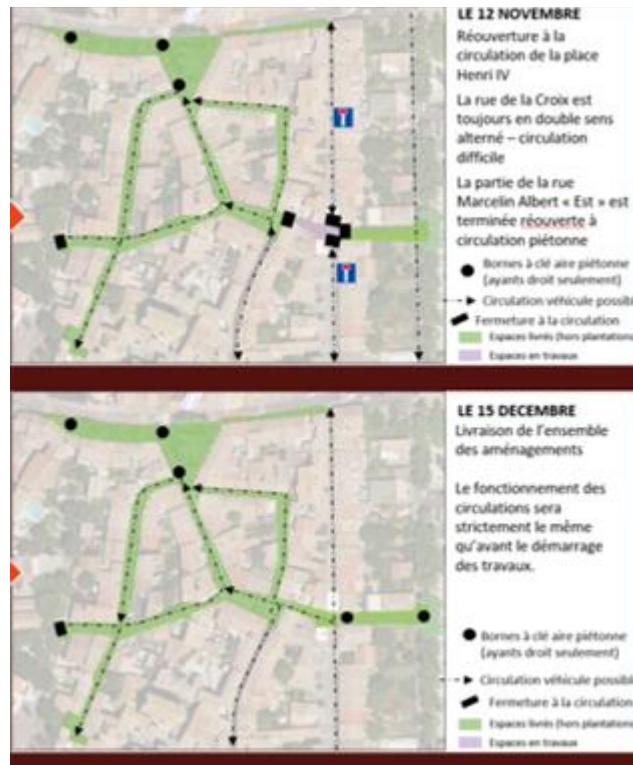 LE 12 NOVEMBRE
Réouverture à la
circulation de la place
Henri IV
La rue de la Croix est
toujours en double sens
alterné – circulation
difficile
La partie de la rue
Marcelin Albert « Est » est
terminée réouverte à
circulation piétonne
Bornes à clé aire piétonne
(ayants droit seulement)
Circulation véhicule possibl
Fermeture à la circulation
Espaces livrés (hors plantations
Espaces en travaux
LE 15 DECEMBRE
Livraison de l'ensemble
des aménagements
Le fonctionnement des
circulations sera
strictement le même
qu'avant le démarrage
des travaux.
Bornes à clé aire piétonne
(ayants droit seulement)
Circulation véhicule possibl
Fermeture à la circulation
Espaces livrés (hors plantations
Espaces en travaux